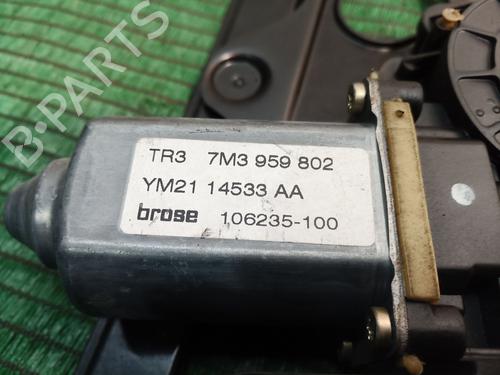 B-PARTS
TR3 7M3 959 802
YM21 14533 AA
brose 106235-100